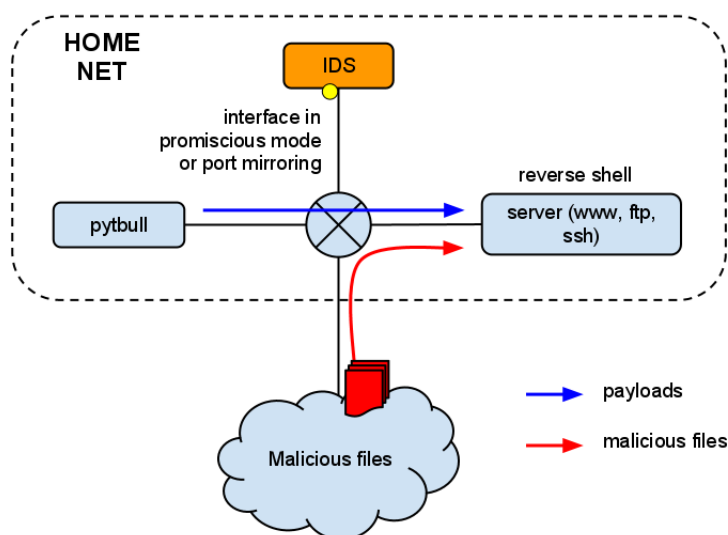 HOME
NET
IDS
interface in
promiscious mode
or port mirroring
reverse shell
pytbull
server (www, ftp,
ssh)
payloads
malicious files
Malicious files